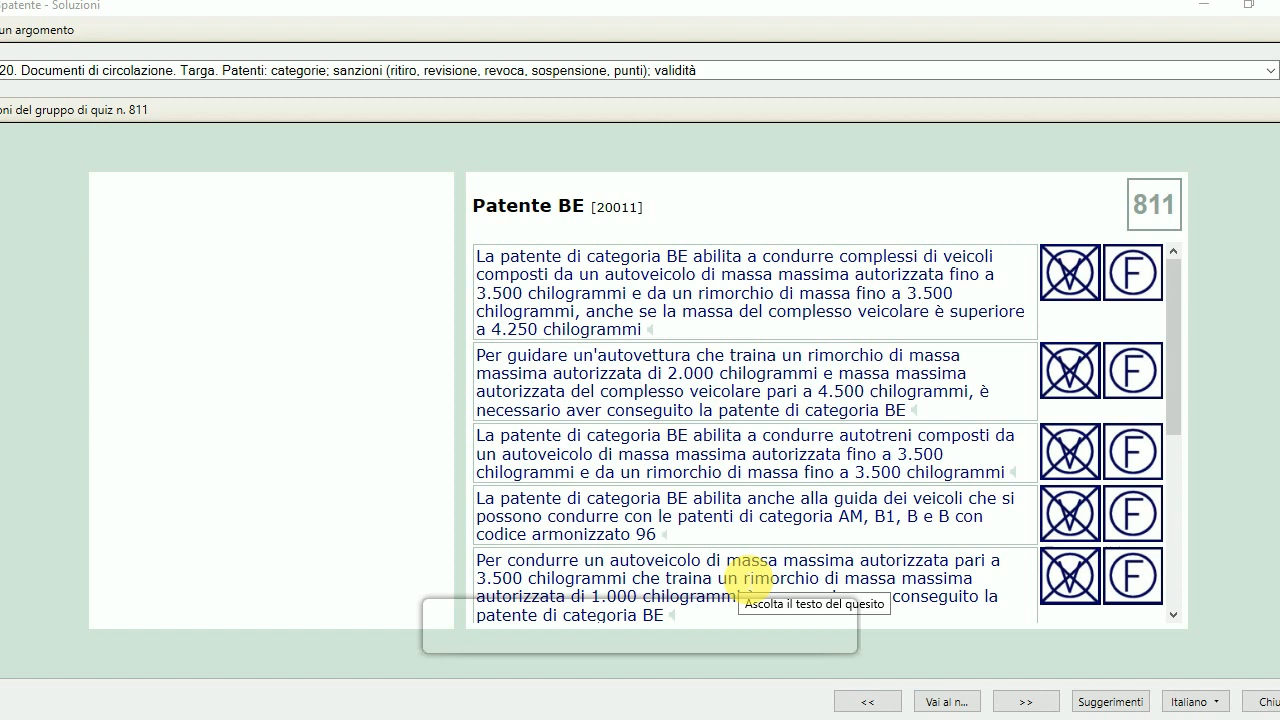 patente - Soluzioni
un argomento
20. Documenti di circolazione. Targa. Patenti: categorie; sanzioni (ritiro, revisione, revoca, sospensione, punti); validità
oni del gruppo di quiz n. 811
Patente BE [20011]
811
La patente di categoria BE abilita a condurre complessi di veicoli
composti da un autoveicolo di massa massima autorizzata fino a
3.500 chilogrammi e da un rimorchio di massa fino a 3.500
chilogrammi, anche se la massa del complesso veicolare è superiore
a 4.250 chilogrammi
V F
Per guidare un'autovettura che traina un rimorchio di massa
massima autorizzata di 2.000 chilogrammi e massa massima
autorizzata del complesso veicolare pari a 4.500 chilogrammi, è
necessario aver conseguito la patente di categoria BE
V F
La patente di categoria BE abilita a condurre autotreni composti da
un autoveicolo di massa massima autorizzata fino a 3.500
chilogrammi e da un rimorchio di massa fino a 3.500 chilogrammi
V F
La patente di categoria BE abilita anche alla guida dei veicoli che si
possono condurre con le patenti di categoria AM, B1, B e B con
codice armonizzato 96
V F
Per condurre un autoveicolo di massa massima autorizzata pari a
3.500 chilogrammi che traina un rimorchio di massa massima
autorizzata di 1.000 chilogrammi conseguito la
patente di categoria BE
V F
Ascolta il testo del quesito
<< Vai al n... >> Suggerimenti Italiano Chiu